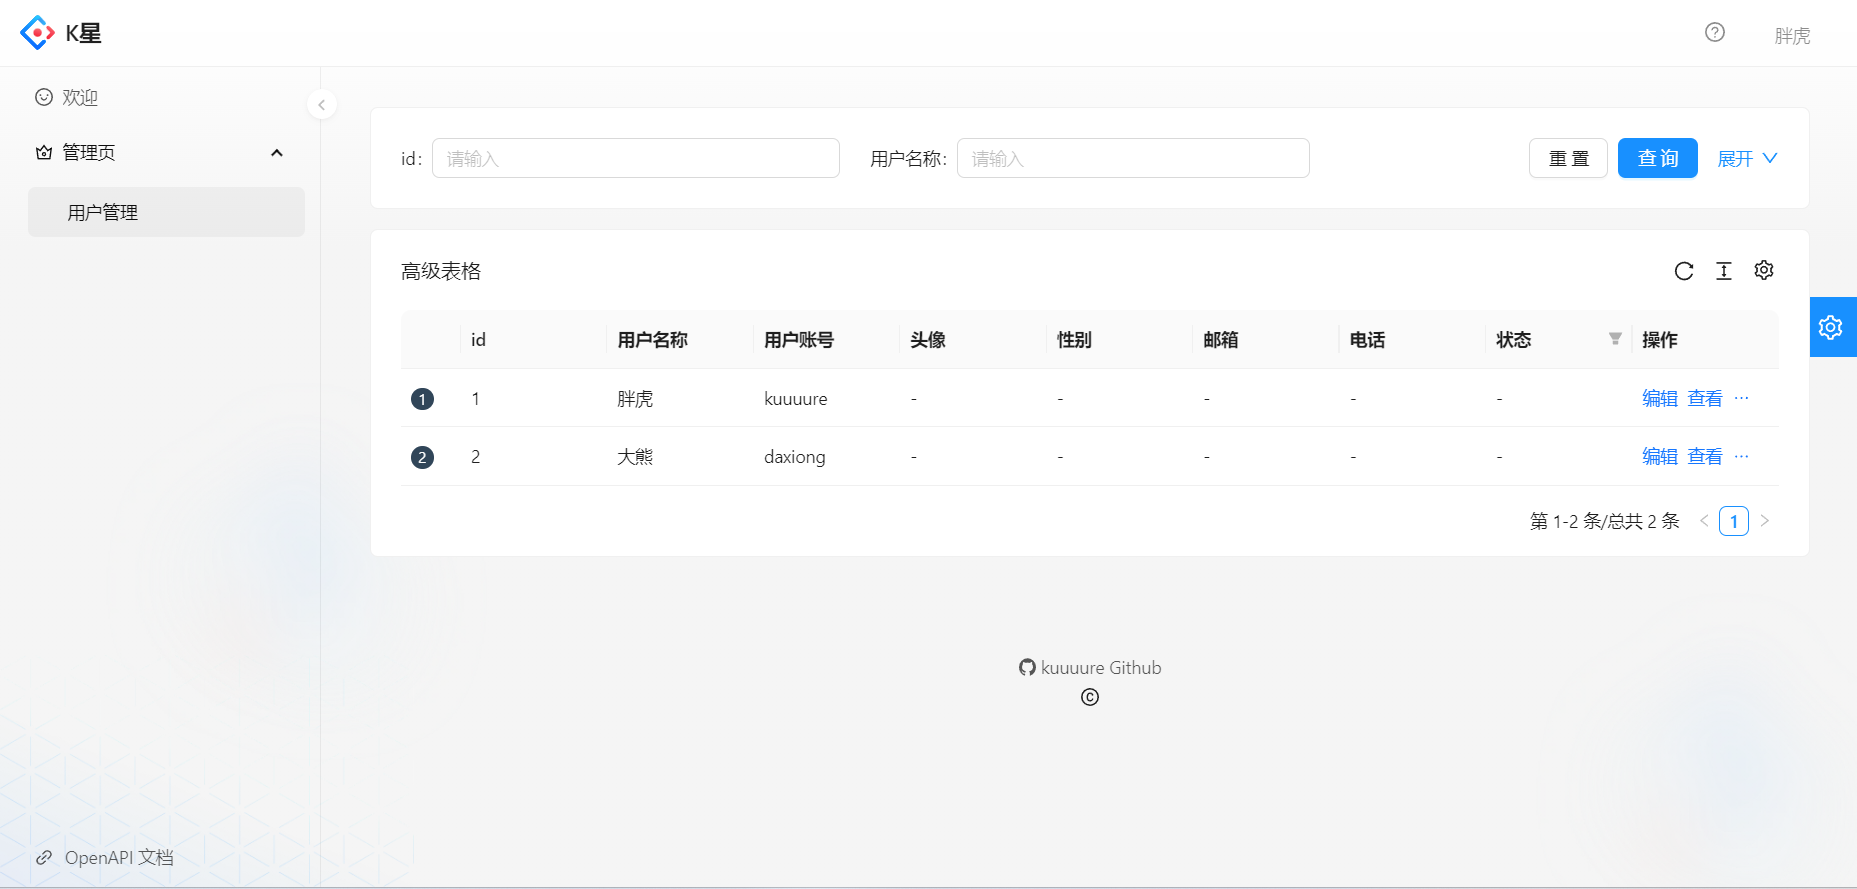 K星
胖虎
欢迎
管理页
用户管理
id: 请输入 用户名称: 请输入 重 置 查 询 展开
高级表格
id 用户名称 用户账号 头像 性别 邮箱 电话 状态 操作
1 1 胖虎 kuuuure - - - - - 编辑 查看 ···
2 2 大熊 daxiong - - - - - 编辑 查看 ···
第 1-2 条/总共 2 条 < 1 >
kuuuure Github
©
OpenAPI 文档